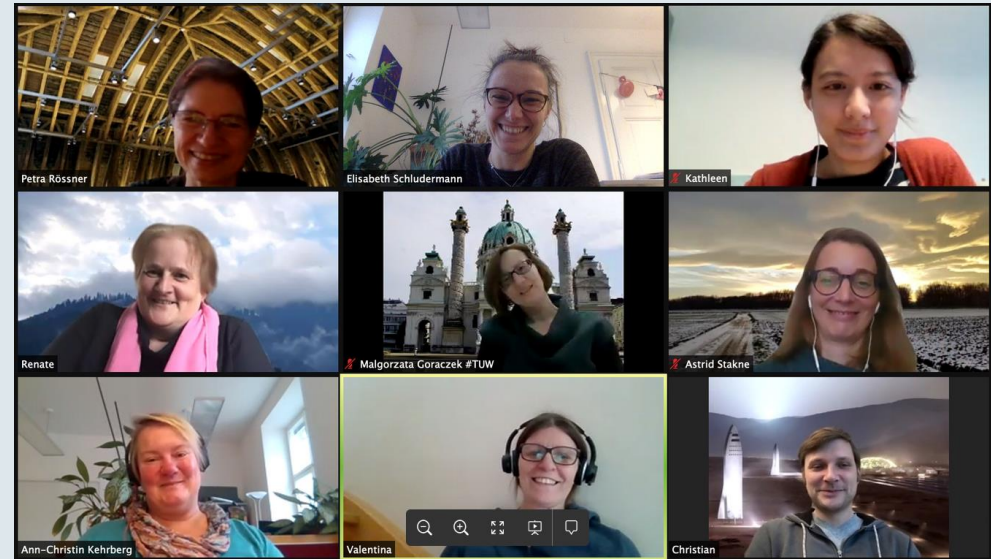 Petra Rössner
Elisabeth Schludermann
Kathleen
Renate
Malgorzata Goraczek #TUW
Astrid Stakne
Ann-Christin Kehrberg
Valentina
Christian